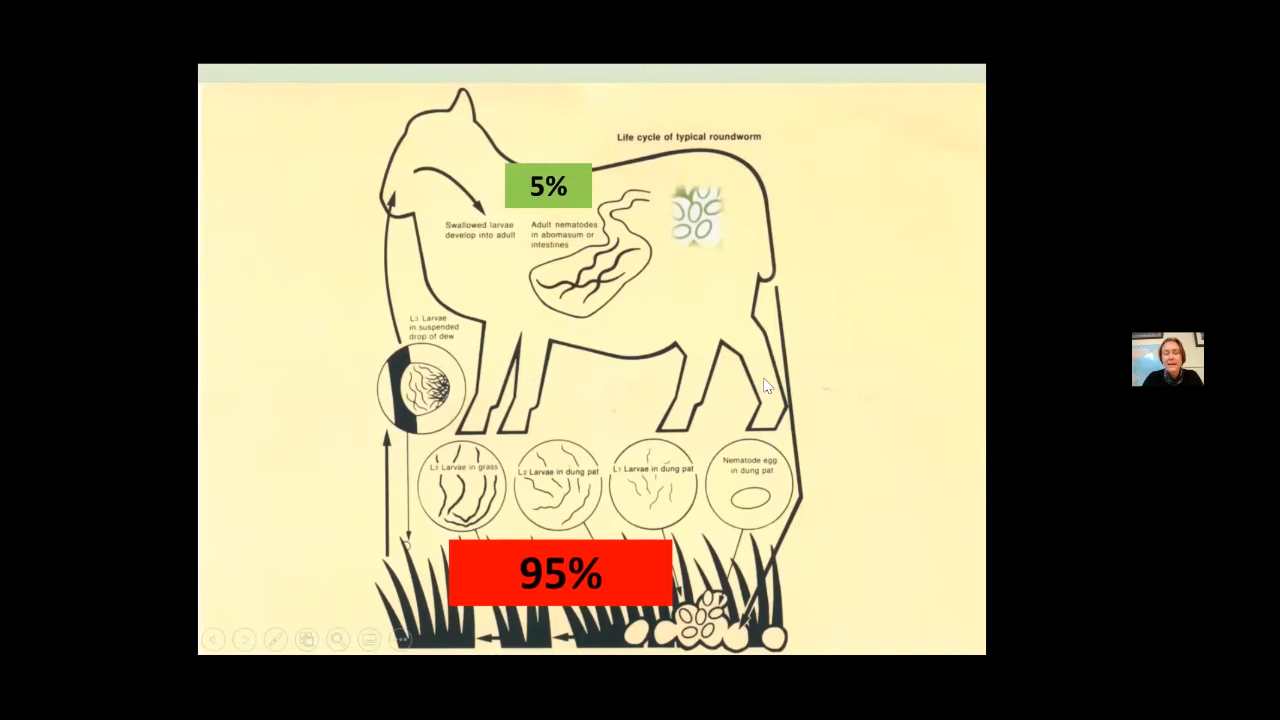 Life cycle of typical roundworm
5%
Swallowed larvae
develop into adult
Adult nematodes
in abomasum or
intestines
L3 Larvae
in suspended
drop of dew
L3 Larvae in grass
L2 Larvae in dung pat
L1 Larvae in dung pat
Nematode egg
in dung pat
95%